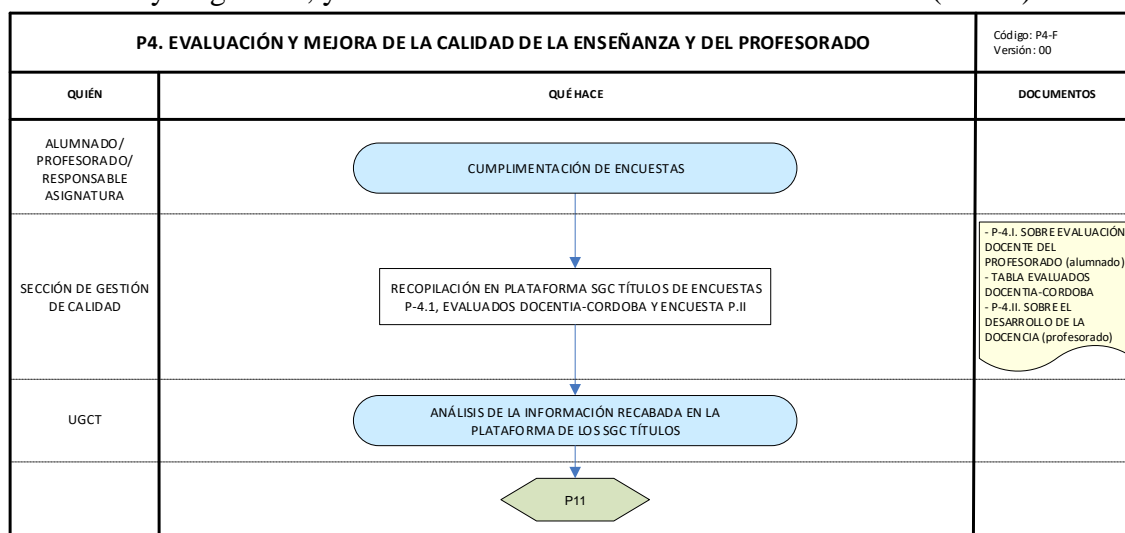 P4. EVALUACIÓN Y MEJORA DE LA CALIDAD DE LA ENSEÑANZA Y DEL PROFESORADO
Código: P4-F
Versión: 00
QUIÉN
QUÉ HACE
DOCUMENTOS
ALUMNADO/
PROFESORADO/
RESPONSABLE
ASIGNATURA
CUMPLIMENTACIÓN DE ENCUESTAS
SECCIÓN DE GESTIÓN
DE CALIDAD
RECOPILACIÓN EN PLATAFORMA SGC TÍTULOS DE ENCUESTAS
P-4.1, EVALUADOS DOCENTIA-CORDOBA Y ENCUESTA P.II
- P-4.I. SOBRE EVALUACIÓN
DOCENTE DEL
PROFESORADO (alumnado)
- TABLA EVALUADOS
DOCENTIA-CORDOBA
- P-4.II. SOBRE EL
DESARROLLO DE LA
DOCENCIA (profesorado)
UGCT
ANÁLISIS DE LA INFORMACIÓN RECABADA EN LA
PLATAFORMA DE LOS SGC TÍTULOS
P11